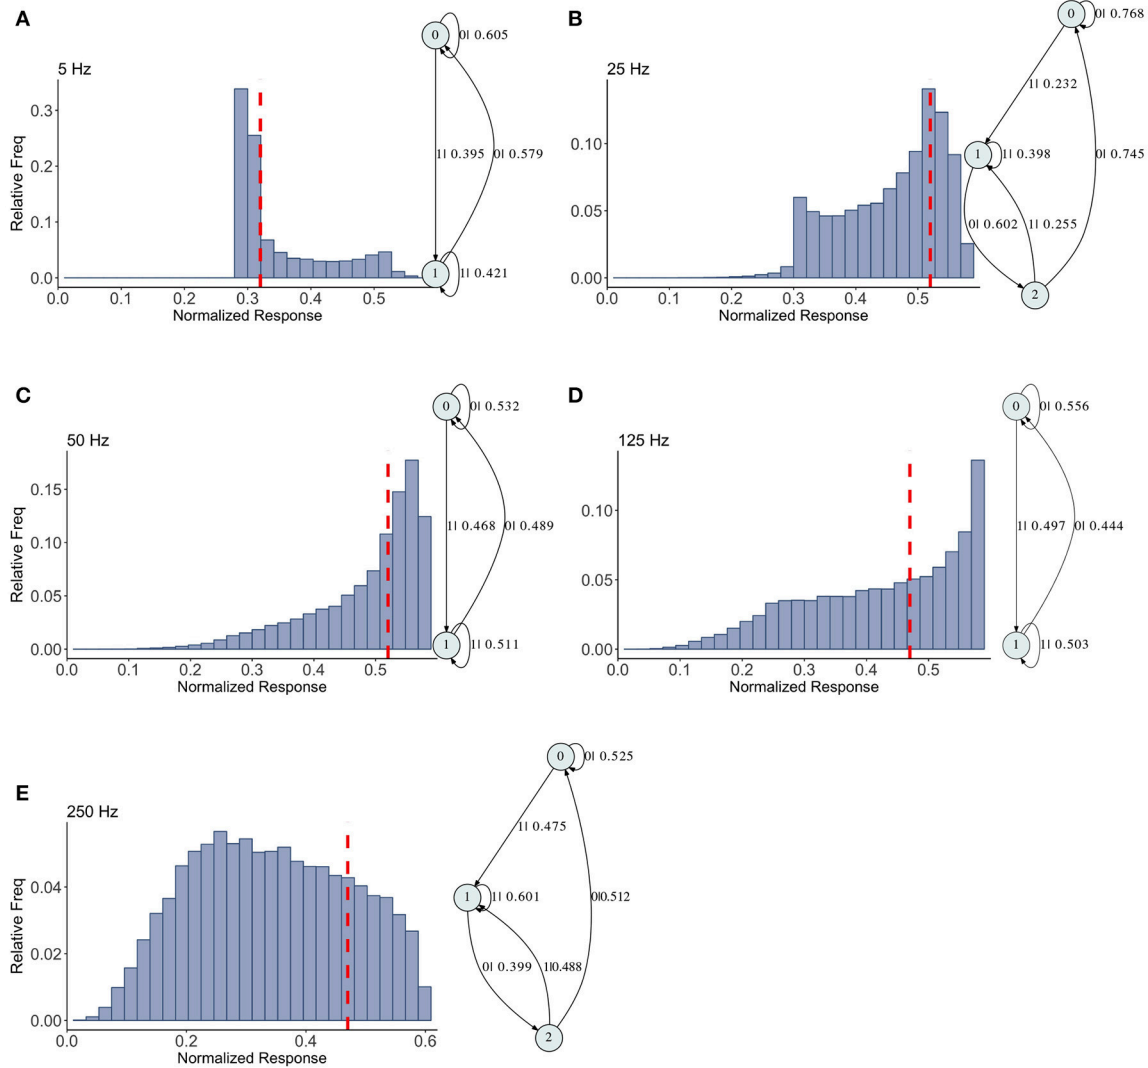 A
5 Hz
Relative Freq
0.3
0.2
0.1
0.0
0.0 0.1 0.2 0.3 0.4 0.5
Normalized Response
0
0| 0.605
1| 0.395
0| 0.579
1
1| 0.421
B
25 Hz
0.10
0.05
0.00
0.0 0.1 0.2 0.3 0.4 0.5
Normalized Response
0
0| 0.768
1| 0.232
1
1| 0.398
0| 0.745
0| 0.602
1| 0.255
2
C
50 Hz
Relative Freq
0.15
0.10
0.05
0.00
0.0 0.1 0.2 0.3 0.4 0.5
Normalized Response
0
0| 0.532
1| 0.468
0| 0.489
1
1| 0.511
D
125 Hz
0.10
0.05
0.00
0.0 0.1 0.2 0.3 0.4 0.5
Normalized Response
0
0| 0.556
1| 0.497
0| 0.444
1
1| 0.503
E
250 Hz
Relative Freq
0.04
0.02
0.00
0.0 0.2 0.4 0.6
Normalized Response
0
0| 0.525
1| 0.475
1
1| 0.601
0|0.512
0| 0.399
1|0.488
2